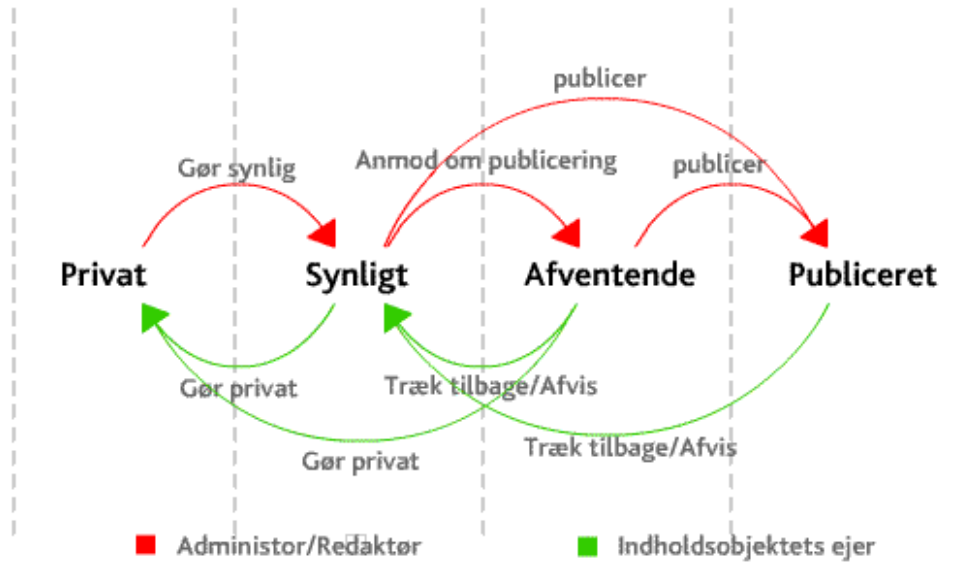 publicer
Gør synlig
Anmod om publicering
publicer
Privat
Synligt
Afventende
Publiceret
Gør privat
Træk tilbage/Afvis
Gør privat
Træk tilbage/Afvis
Administor/Redaktør
Indholdsobjektets ejer